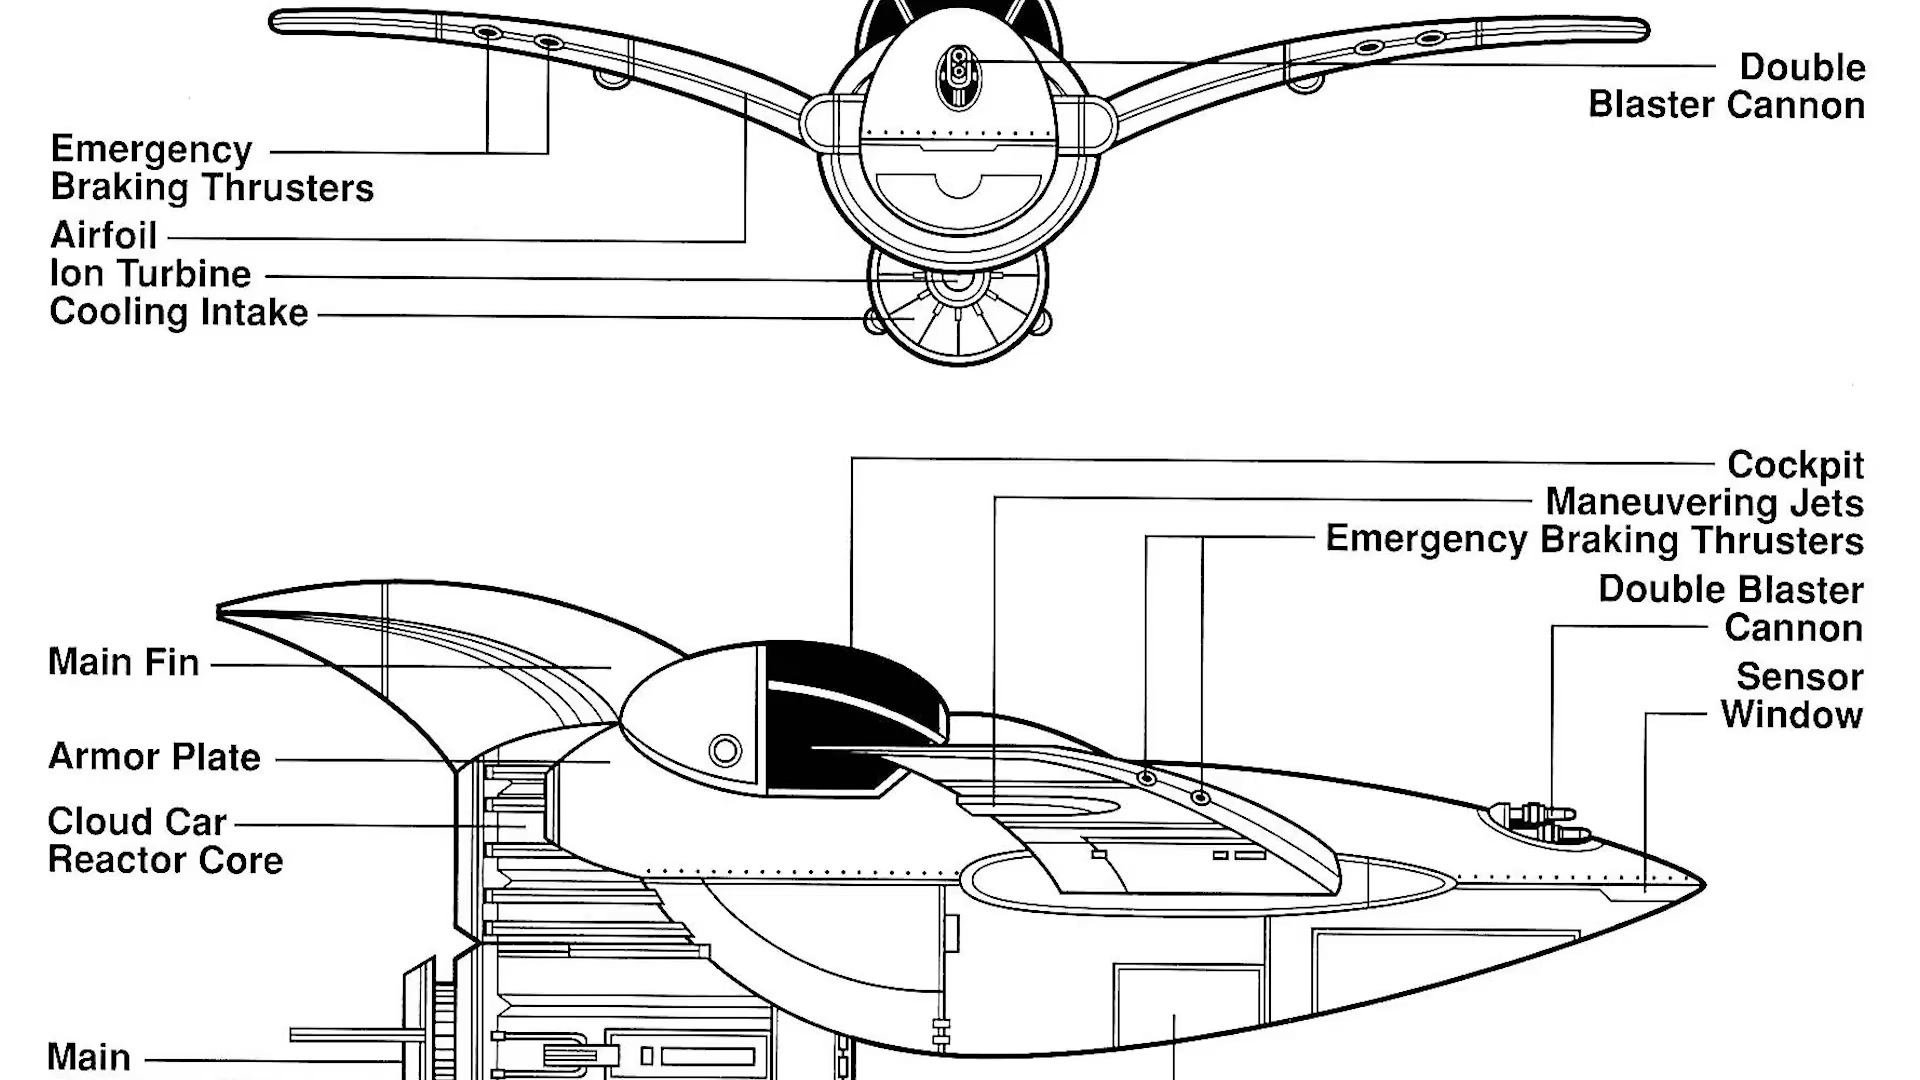 Double
Blaster Cannon
Emergency
Braking Thrusters
Airfoil
Ion Turbine
Cooling Intake
Cockpit
Maneuvering Jets
Emergency Braking Thrusters
Double Blaster
Cannon
Sensor
Window
Main Fin
Armor Plate
Cloud Car
Reactor Core
Main